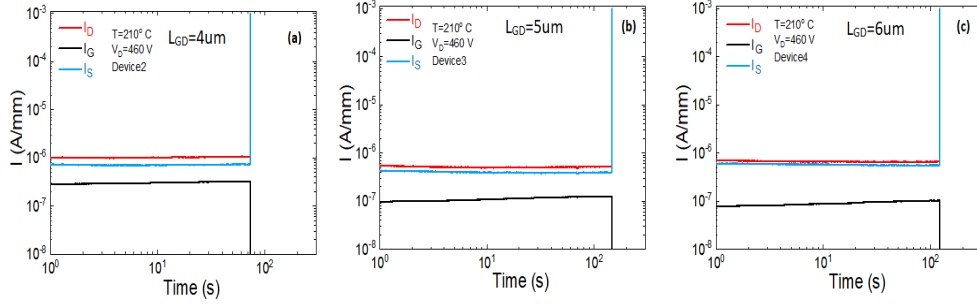 10⁻³
10⁻⁴
10⁻⁵
10⁻⁶
10⁻⁷
10⁻⁸
I (A/mm)
I_D
I_G
I_S
T=210° C
V_D=460 V
Device2
L_GD=4um
(a)
10⁰ 10¹ 10²
Time (s)
10⁻³
10⁻⁴
10⁻⁵
10⁻⁶
10⁻⁷
10⁻⁸
I (A/mm)
I_D
I_G
I_S
T=210° C
V_D=460 V
Device3
L_GD=5um
(b)
10⁰ 10¹ 10²
Time (s)
10⁻³
10⁻⁴
10⁻⁵
10⁻⁶
10⁻⁷
10⁻⁸
I (A/mm)
I_D
I_G
I_S
T=210° C
V_D=460 V
Device4
L_GD=6um
(c)
10⁰ 10¹ 10²
Time (s)